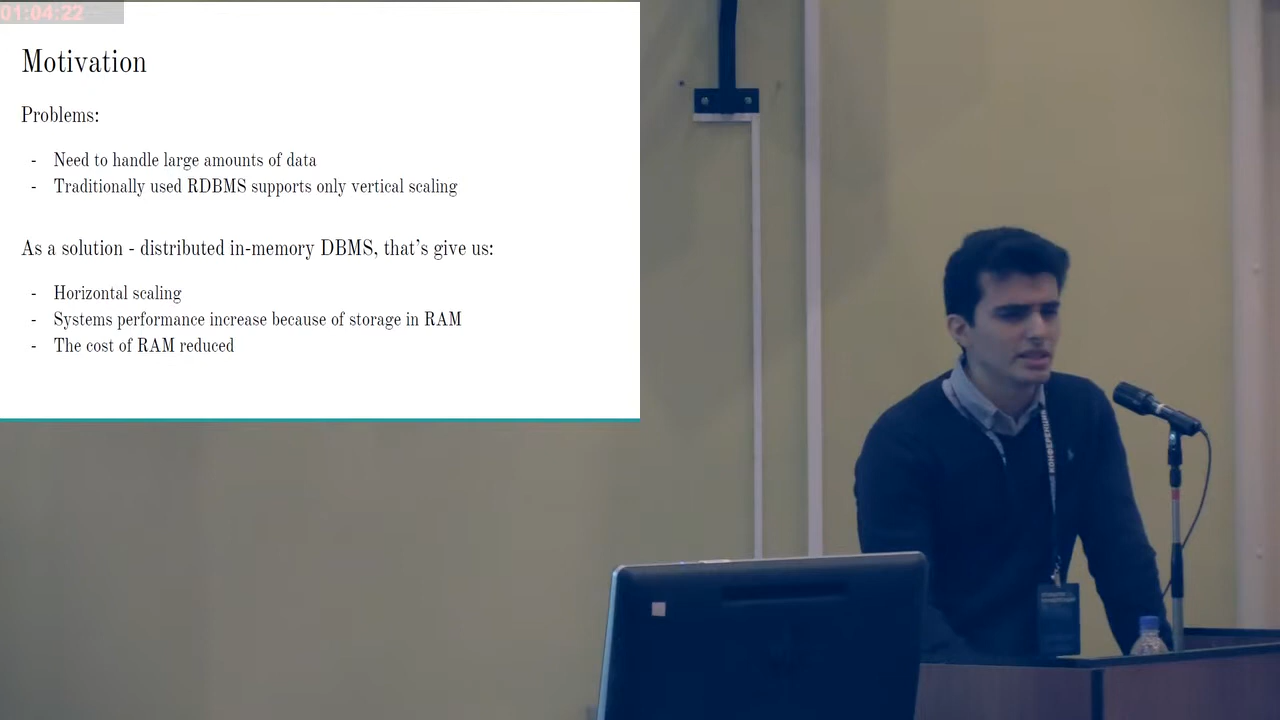 01:04:22
Motivation
Problems:
- Need to handle large amounts of data
- Traditionally used RDBMS supports only vertical scaling
As a solution - distributed in-memory DBMS, that's give us:
- Horizontal scaling
- Systems performance increase because of storage in RAM
- The cost of RAM reduced
КОНФЕРЕНЦИИ